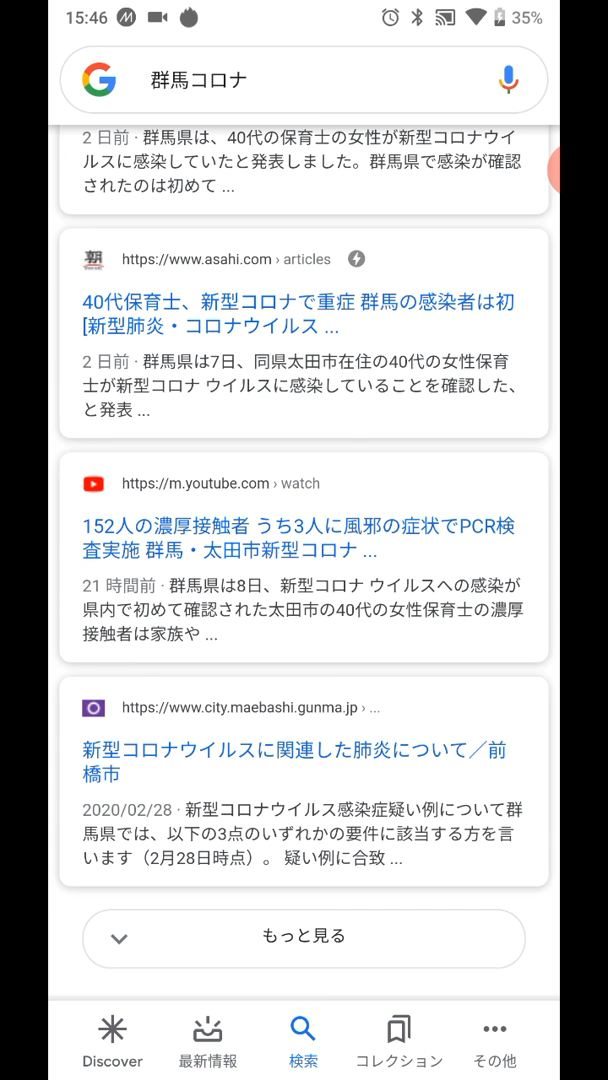 15:46
35%
群馬コロナ
2 日前 · 群馬県は、40代の保育士の女性が新型コロナウイ
ルスに感染していたと発表しました。群馬県で感染が確認
されたのは初めて ...
朝
https://www.asahi.com › articles
40代保育士、新型コロナで重症 群馬の感染者は初
[新型肺炎・コロナウイルス ...
2 日前 · 群馬県は7日、同県太田市在住の40代の女性保育
士が新型コロナ ウイルスに感染していることを確認した、
と発表 ...
https://m.youtube.com › watch
152人の濃厚接触者 うち3人に風邪の症状でPCR検
査実施 群馬・太田市新型コロナ ...
21 時間前 · 群馬県は8日、新型コロナ ウイルスへの感染が
県内で初めて確認された太田市の40代の女性保育士の濃厚
接触者は家族や ...
https://www.city.maebashi.gunma.jp › ...
新型コロナウイルスに関連した肺炎について／前
橋市
2020/02/28 · 新型コロナウイルス感染症疑い例について群
馬県では、以下の3点のいずれかの要件に該当する方を言
います（2月28日時点）。 疑い例に合致 ...
もっと見る
Discover
最新情報
検索
コレクション
その他